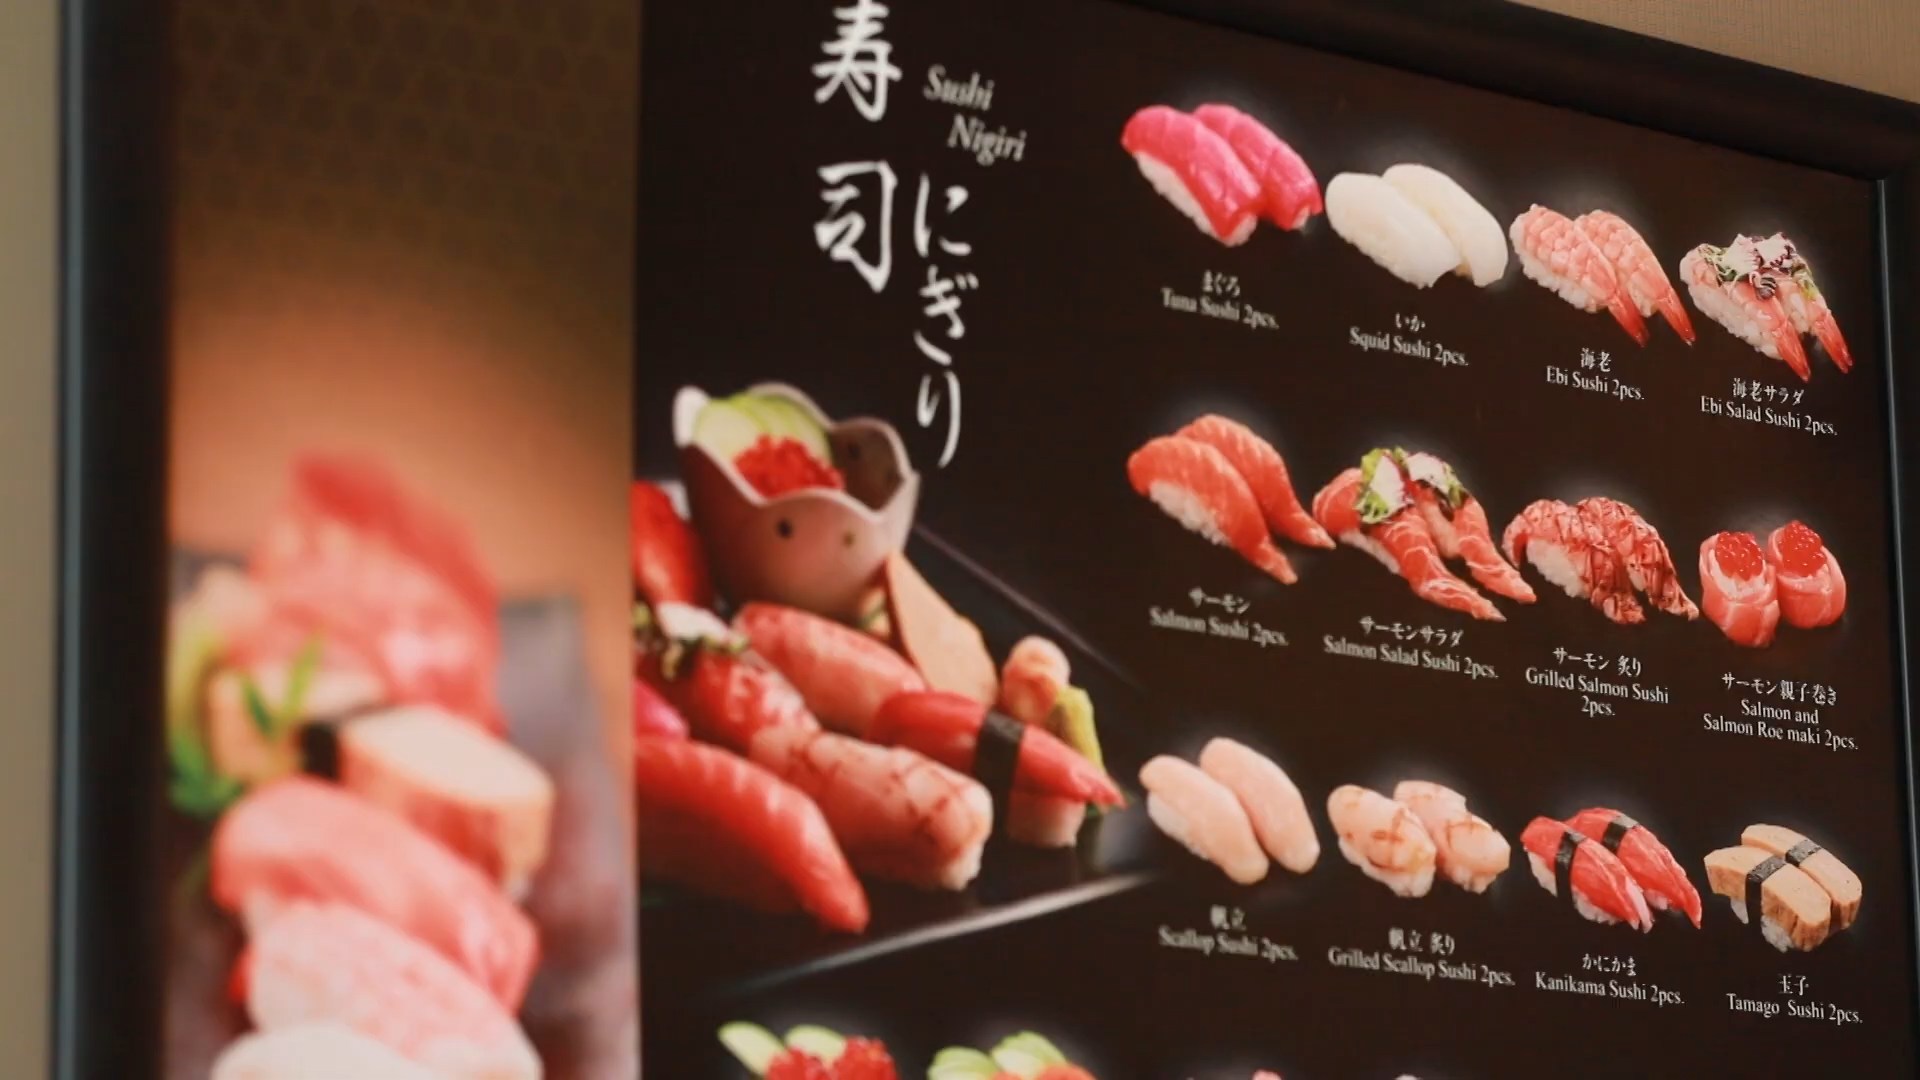 寿司
Sushi
Nigiri
にぎり
まぐろ
Tuna Sushi 2pcs.
いか
Squid Sushi 2pcs.
海老
Ebi Sushi 2pcs.
海老サラダ
Ebi Salad Sushi 2pcs.
サーモン
Salmon Sushi 2pcs.
サーモンサラダ
Salmon Salad Sushi 2pcs.
サーモン 炙り
Grilled Salmon Sushi
2pcs.
サーモン親子巻き
Salmon and
Salmon Roe maki 2pcs.
帆立
Scallop Sushi 2pcs.
帆立 炙り
Grilled Scallop Sushi 2pcs.
かにかま
Kanikama Sushi 2pcs.
玉子
Tamago Sushi 2pcs.